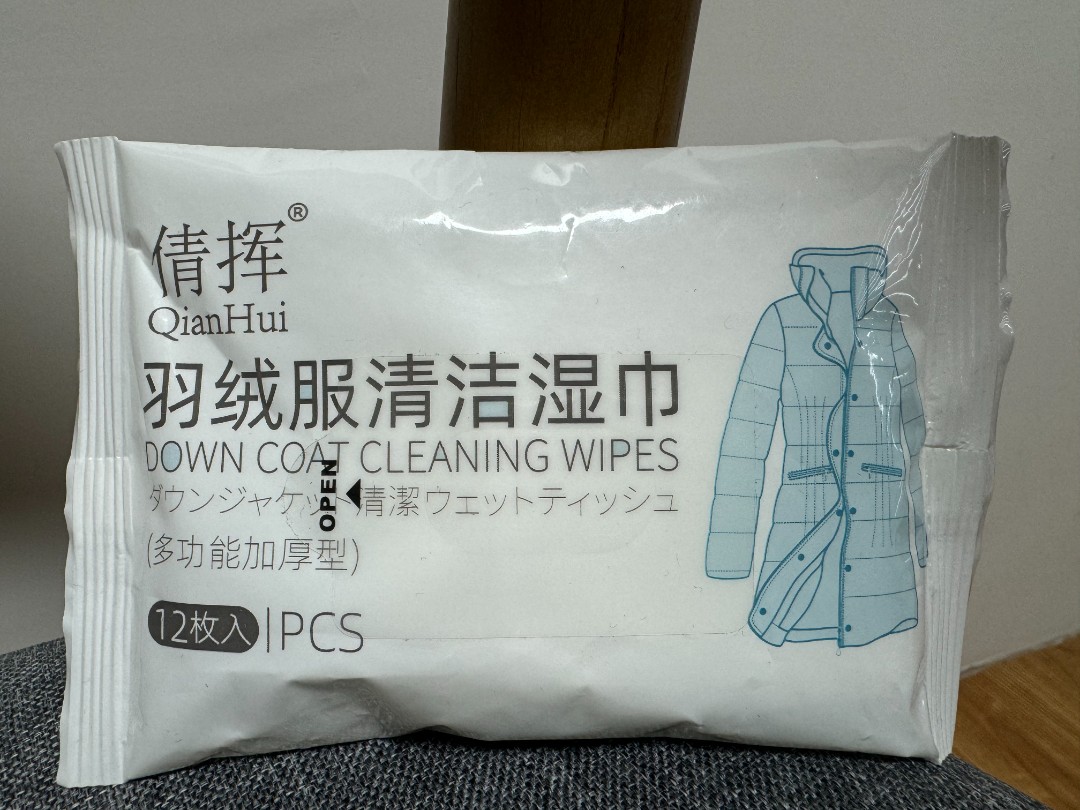 倩挥®
QianHui
羽绒服清洁湿巾
DOWN COAT CLEANING WIPES
ダウンジャケット清潔ウェットティッシュ
OPEN
(多功能加厚型)
12枚入|PCS